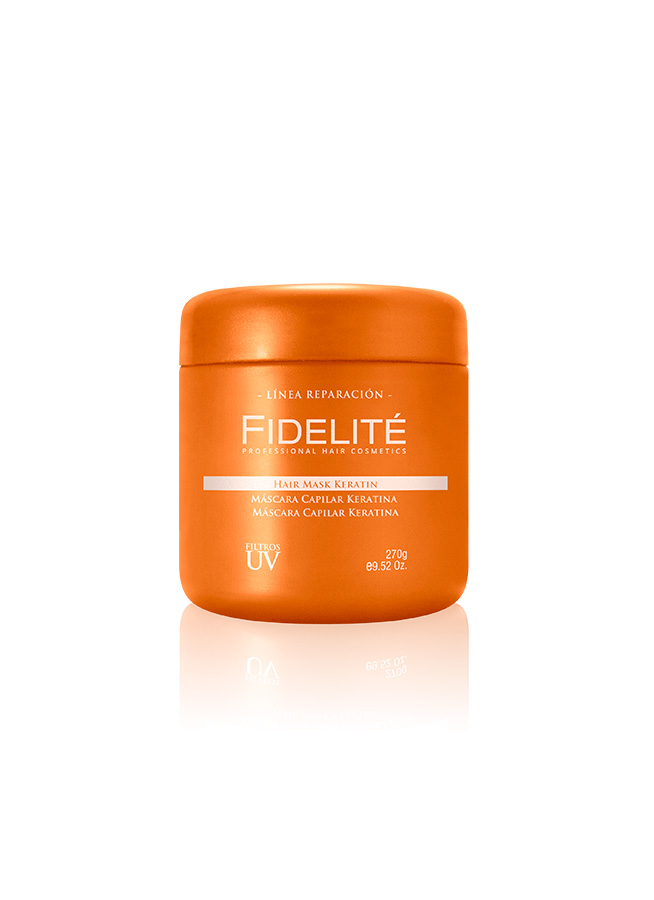 - LÍNEA REPARACIÓN -
FIDELITÉ
PROFESSIONAL HAIR COSMETICS
HAIR MASK KERATIN
MÁSCARA CAPILAR KERATINA
MÁSCARA CAPILAR KERATINA
FILTROS
UV
270g
℮9.52 Oz.